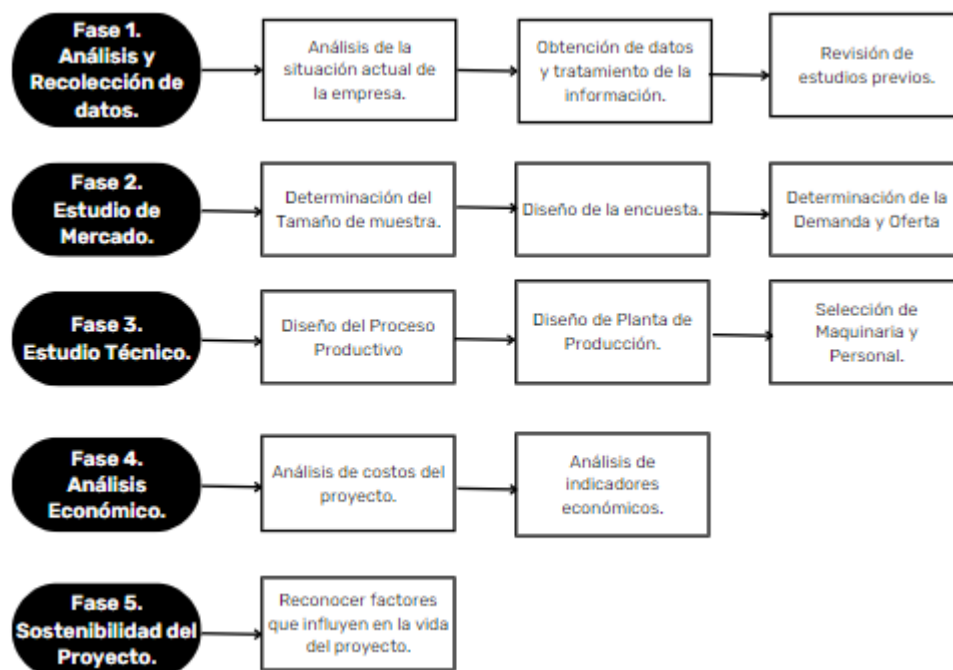 Fase 1.
Análisis y
Recolección de
datos.
Análisis de la
situación actual de
la empresa.
Obtención de datos
y tratamiento de la
información.
Revisión de
estudios previos.
Fase 2.
Estudio de
Mercado.
Determinación del
Tamaño de muestra.
Diseño de la encuesta.
Determinación de la
Demanda y Oferta
Fase 3.
Estudio Técnico.
Diseño del Proceso
Productivo
Diseño de Planta de
Producción.
Selección de
Maquinaria y
Personal.
Fase 4.
Análisis
Económico.
Análisis de costos del
proyecto.
Análisis de
indicadores
económicos.
Fase 5.
Sostenibilidad del
Proyecto.
Reconocer factores
que influyen en la vida
del proyecto.